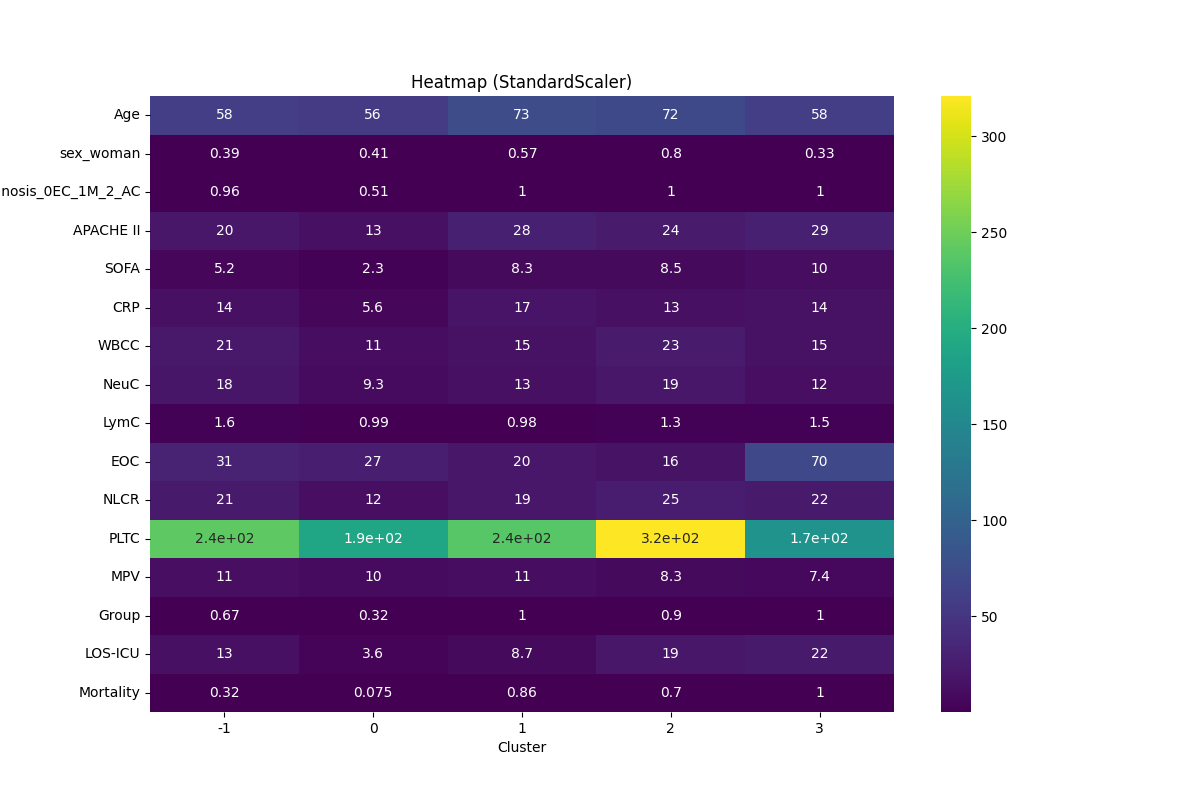 Heatmap (StandardScaler)
Age 58 56 73 72 58
sex_woman 0.39 0.41 0.57 0.8 0.33
nosis_0EC_1M_2_AC 0.96 0.51 1 1 1
APACHE II 20 13 28 24 29
SOFA 5.2 2.3 8.3 8.5 10
CRP 14 5.6 17 13 14
WBCC 21 11 15 23 15
NeuC 18 9.3 13 19 12
LymC 1.6 0.99 0.98 1.3 1.5
EOC 31 27 20 16 70
NLCR 21 12 19 25 22
PLTC 2.4e+02 1.9e+02 2.4e+02 3.2e+02 1.7e+02
MPV 11 10 11 8.3 7.4
Group 0.67 0.32 1 0.9 1
LOS-ICU 13 3.6 8.7 19 22
Mortality 0.32 0.075 0.86 0.7 1
-1 0 1 2 3
Cluster
300
250
200
150
100
50